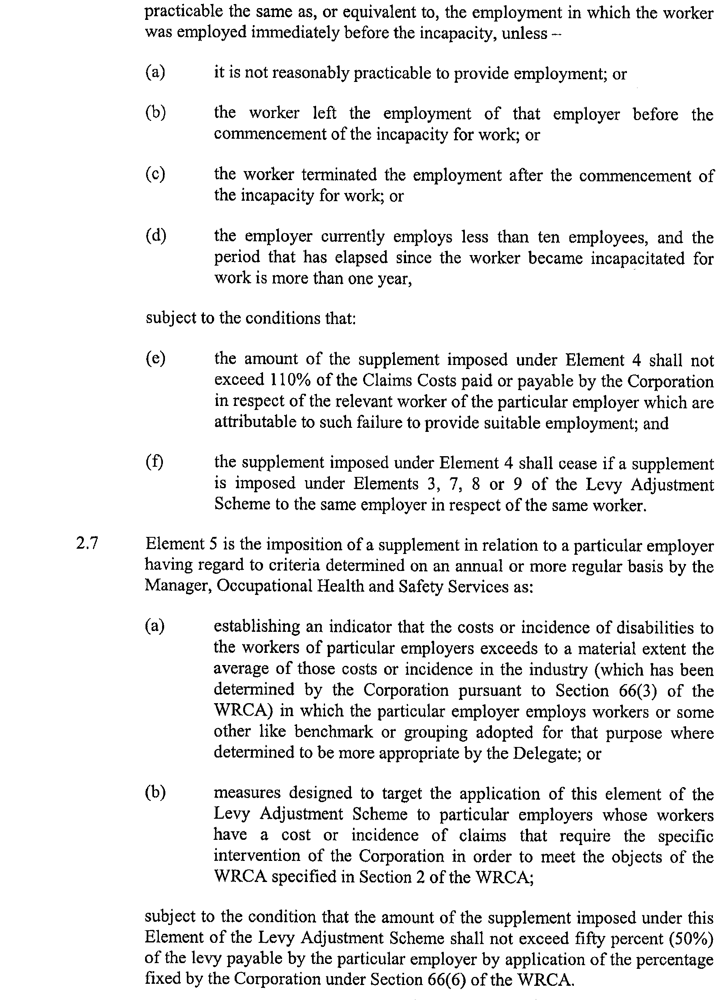 practicable the same as, or equivalent to, the employment in which the worker
was employed immediately before the incapacity, unless –
(a) it is not reasonably practicable to provide employment; or
(b) the worker left the employment of that employer before the
commencement of the incapacity for work; or
(c) the worker terminated the employment after the commencement of
the incapacity for work; or
(d) the employer currently employs less than ten employees, and the
period that has elapsed since the worker became incapacitated for
work is more than one year,
subject to the conditions that:
(e) the amount of the supplement imposed under Element 4 shall not
exceed 110% of the Claims Costs paid or payable by the Corporation
in respect of the relevant worker of the particular employer which are
attributable to such failure to provide suitable employment; and
(f) the supplement imposed under Element 4 shall cease if a supplement
is imposed under Elements 3, 7, 8 or 9 of the Levy Adjustment
Scheme to the same employer in respect of the same worker.
2.7 Element 5 is the imposition of a supplement in relation to a particular employer
having regard to criteria determined on an annual or more regular basis by the
Manager, Occupational Health and Safety Services as:
(a) establishing an indicator that the costs or incidence of disabilities to
the workers of particular employers exceeds to a material extent the
average of those costs or incidence in the industry (which has been
determined by the Corporation pursuant to Section 66(3) of the
WRCA) in which the particular employer employs workers or some
other like benchmark or grouping adopted for that purpose where
determined to be more appropriate by the Delegate; or
(b) measures designed to target the application of this element of the
Levy Adjustment Scheme to particular employers whose workers
have a cost or incidence of claims that require the specific
intervention of the Corporation in order to meet the objects of the
WRCA specified in Section 2 of the WRCA;
subject to the condition that the amount of the supplement imposed under this
Element of the Levy Adjustment Scheme shall not exceed fifty percent (50%)
of the levy payable by the particular employer by application of the percentage
fixed by the Corporation under Section 66(6) of the WRCA.